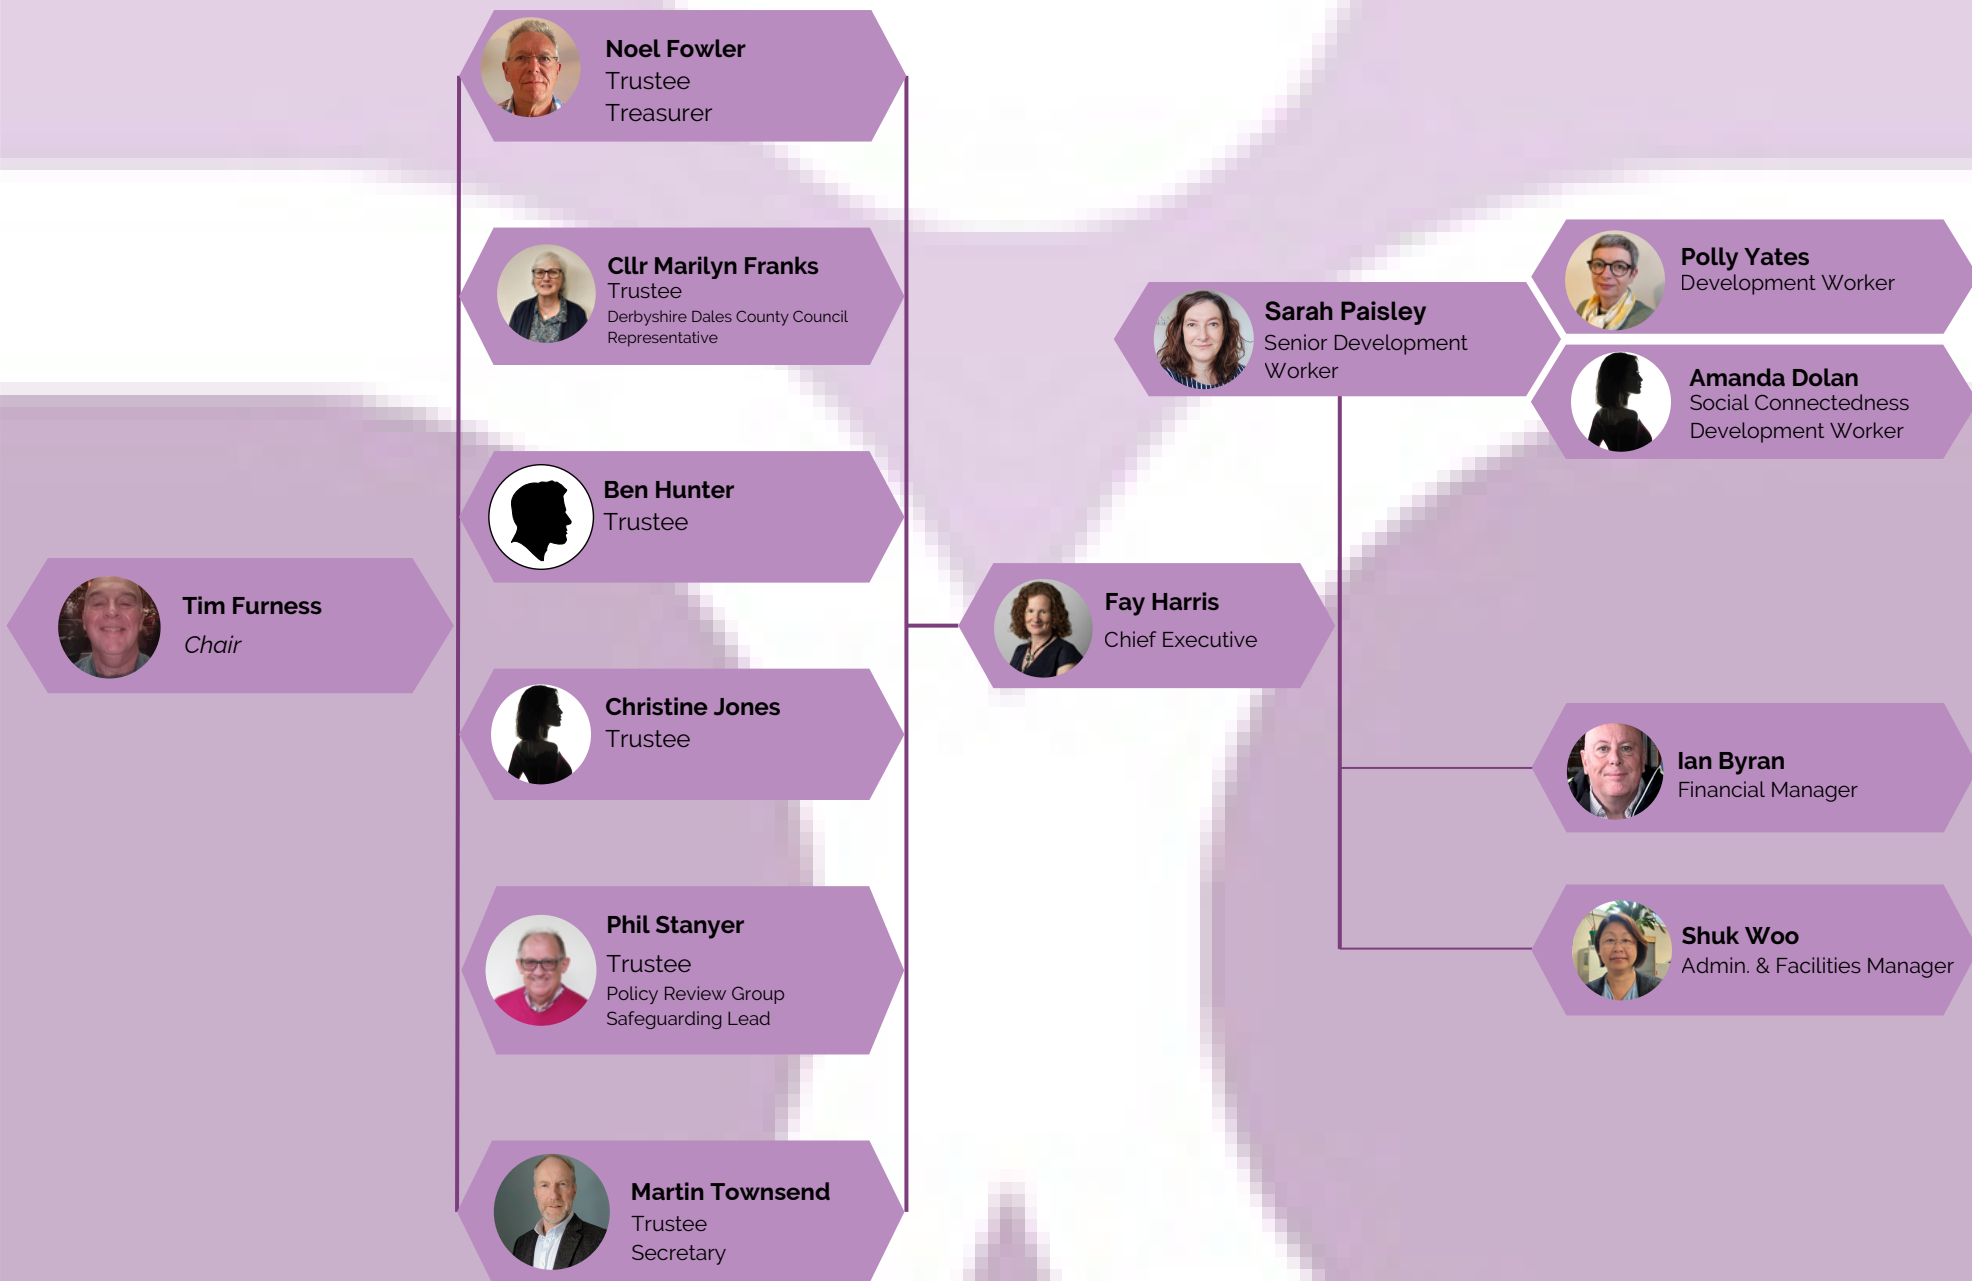 Noel Fowler
Trustee
Treasurer
Cllr Marilyn Franks
Trustee
Derbyshire Dales County Council
Representative
Ben Hunter
Trustee
Tim Furness
Chair
Christine Jones
Trustee
Phil Stanyer
Trustee
Policy Review Group
Safeguarding Lead
Martin Townsend
Trustee
Secretary
Fay Harris
Chief Executive
Sarah Paisley
Senior Development
Worker
Polly Yates
Development Worker
Amanda Dolan
Social Connectedness
Development Worker
Ian Byran
Financial Manager
Shuk Woo
Admin. & Facilities Manager